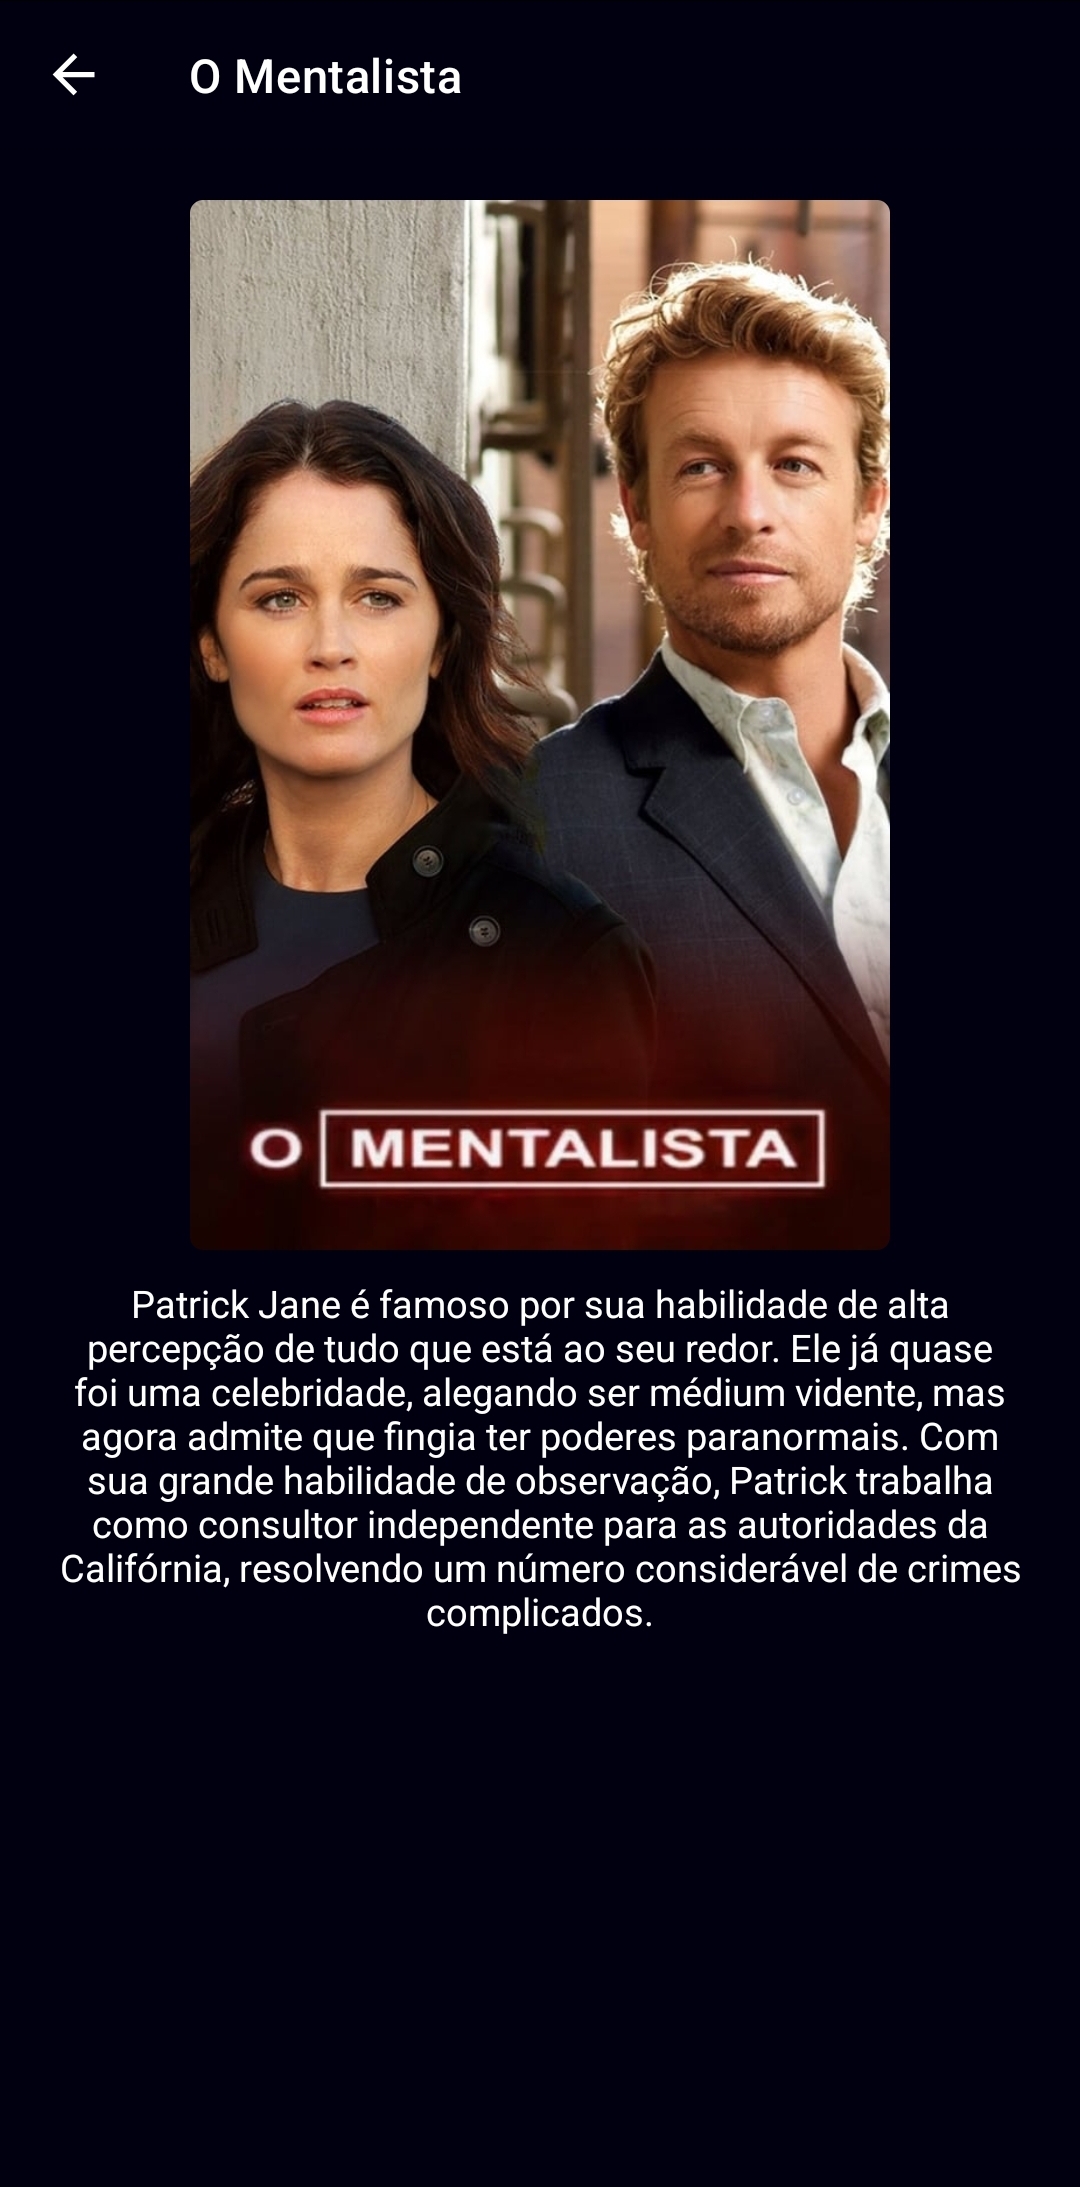 O Mentalista
O MENTALISTA
Patrick Jane é famoso por sua habilidade de alta
percepção de tudo que está ao seu redor. Ele já quase
foi uma celebridade, alegando ser médium vidente, mas
agora admite que fingia ter poderes paranormais. Com
sua grande habilidade de observação, Patrick trabalha
como consultor independente para as autoridades da
Califórnia, resolvendo um número considerável de crimes
complicados.